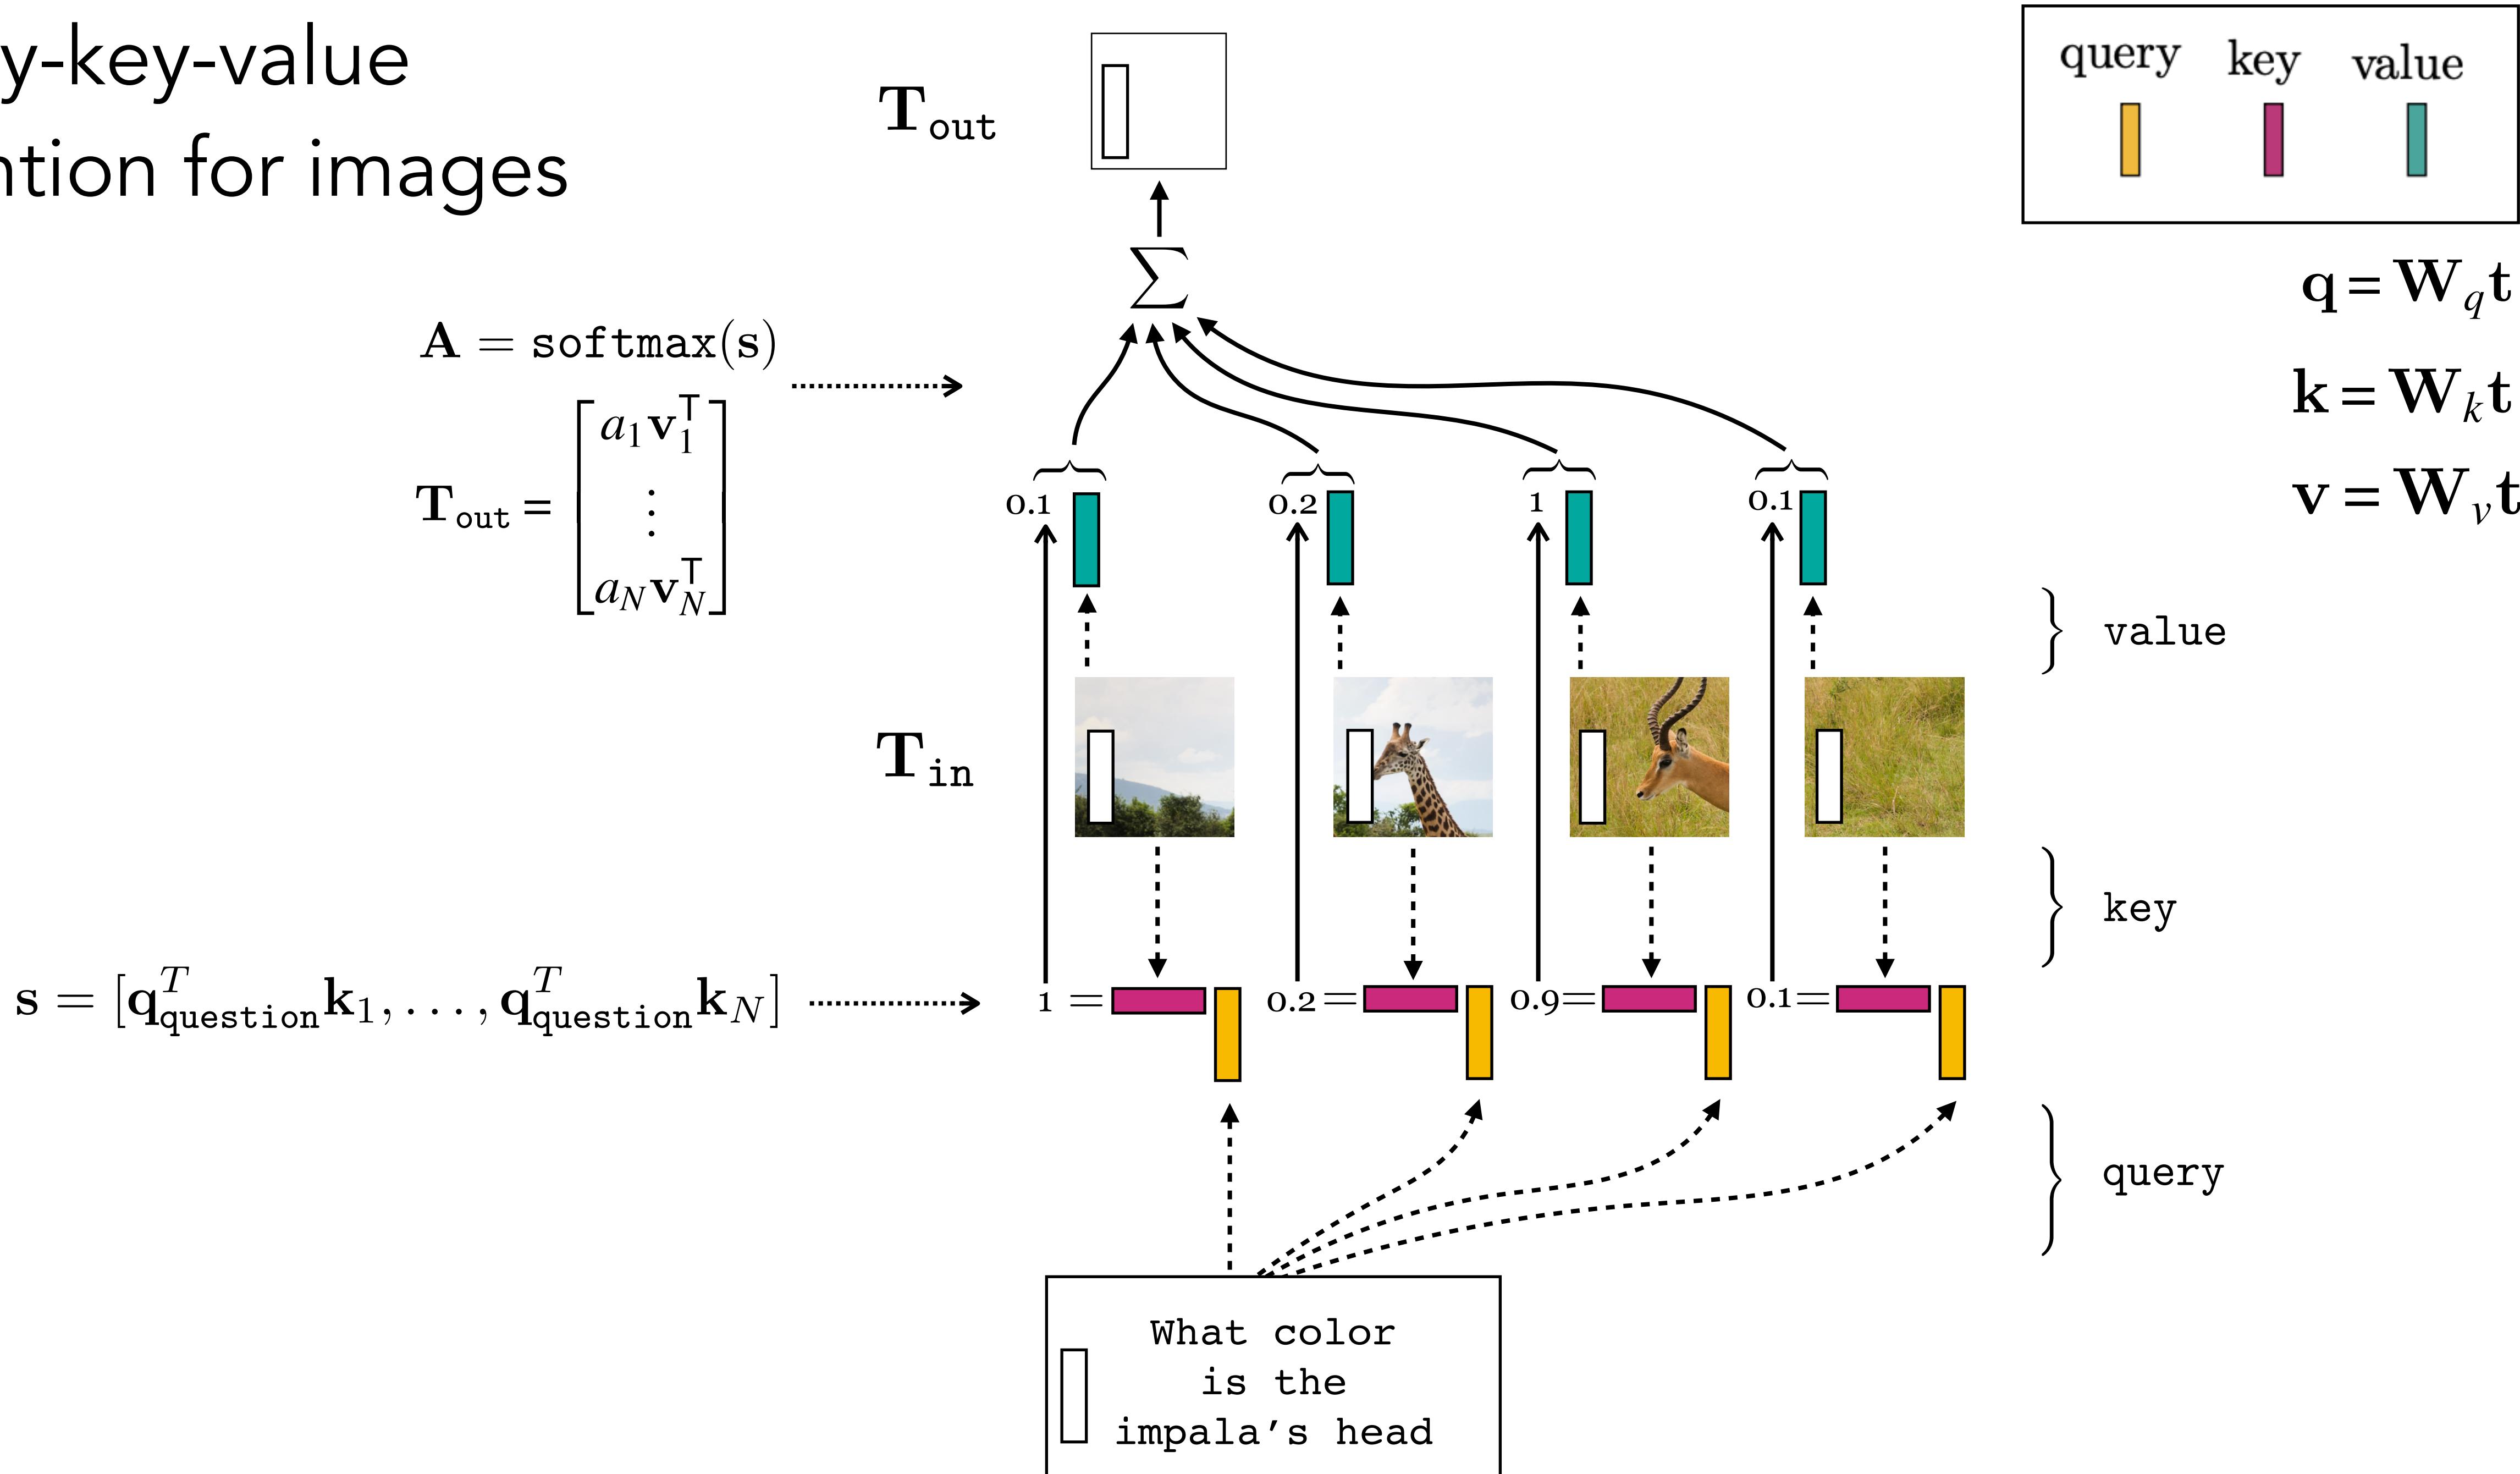 y-key-value
ntion for images
T_out
query key value
∑
q = W_q t
k = W_k t
v = W_v t
A = softmax(s)
T_out = [a_1 v_1^T ⋮ a_N v_N^T]
0.1 0.2 1 0.1
value
T_in
key
s = [q_question^T k_1, ..., q_question^T k_N]
1 = 0.2 = 0.9 = 0.1 =
query
What color
is the
impala's head